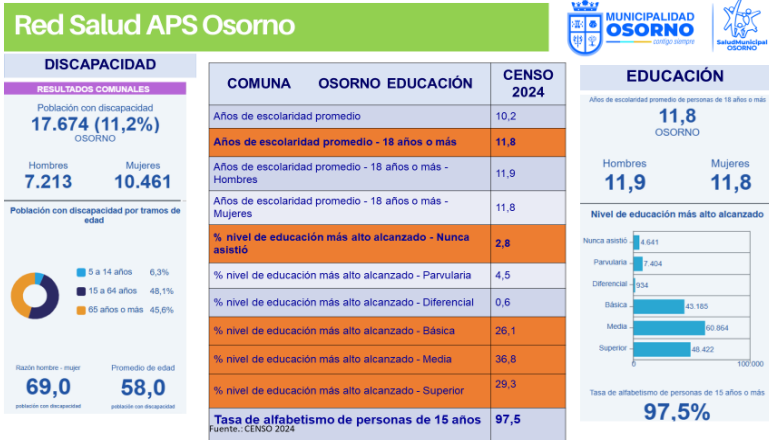 Red Salud APS Osorno
MUNICIPALIDAD
OSORNO
contigo siempre
SaludMunicipal
OSORNO
DISCAPACIDAD
RESULTADOS COMUNALES
Población con discapacidad
17.674 (11,2%)
OSORNO
Hombres Mujeres
7.213 10.461
Población con discapacidad por tramos de
edad
5 a 14 años 6,3%
15 a 64 años 48,1%
65 años o más 45,6%
Razón hombre - mujer Promedio de edad
69,0 58,0
población con discapacidad población con discapacidad
COMUNA OSORNO EDUCACIÓN CENSO
2024
Años de escolaridad promedio 10,2
Años de escolaridad promedio - 18 años o más 11,8
Años de escolaridad promedio - 18 años o más -
Hombres 11,9
Años de escolaridad promedio - 18 años o más -
Mujeres 11,8
% nivel de educación más alto alcanzado - Nunca
asistió 2,8
% nivel de educación más alto alcanzado - Parvularia 4,5
% nivel de educación más alto alcanzado - Diferencial 0,6
% nivel de educación más alto alcanzado - Básica 26,1
% nivel de educación más alto alcanzado - Media 36,8
% nivel de educación más alto alcanzado - Superior 29,3
Tasa de alfabetismo de personas de 15 años 97,5
Fuente.: CENSO 2024
EDUCACIÓN
Años de escolaridad promedio de personas de 18 años o más
11,8
OSORNO
Hombres Mujeres
11,9 11,8
Nivel de educación más alto alcanzado
Nunca asistió 4.641
Parvularia 7.404
Diferencial 934
Básica 43.185
Media 60.864
Superior 48.422
0 100'000
Tasa de alfabetismo de personas de 15 años o más
97,5%